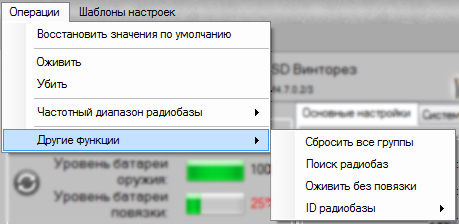 Операции Шаблоны настроек
Восстановить значения по умолчанию
SD Винторез
Оживить
M4.7.0.2/3
Убить
Частотный диапазон радиобазы
Основные настройки
Другие функции
Сбросить все группы
Уровень батареи
оружия:
Поиск радиобаз
Оживить без повязки
Уровень батареи
повязки:
25%
ID радиобазы